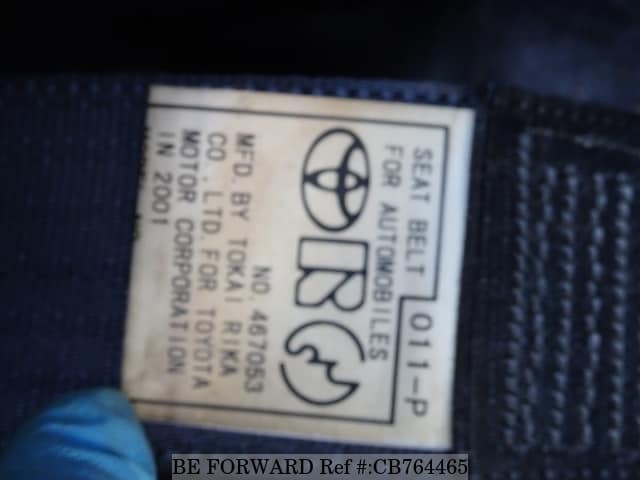 SEAT BELT
FOR AUTOMOBILES
011-P
NO. 467053
MFD. BY TOKAI RIKA
CO., LTD. FOR TOYOTA
MOTOR CORPORATION
IN 2001
BE FORWARD Ref #:CB764465